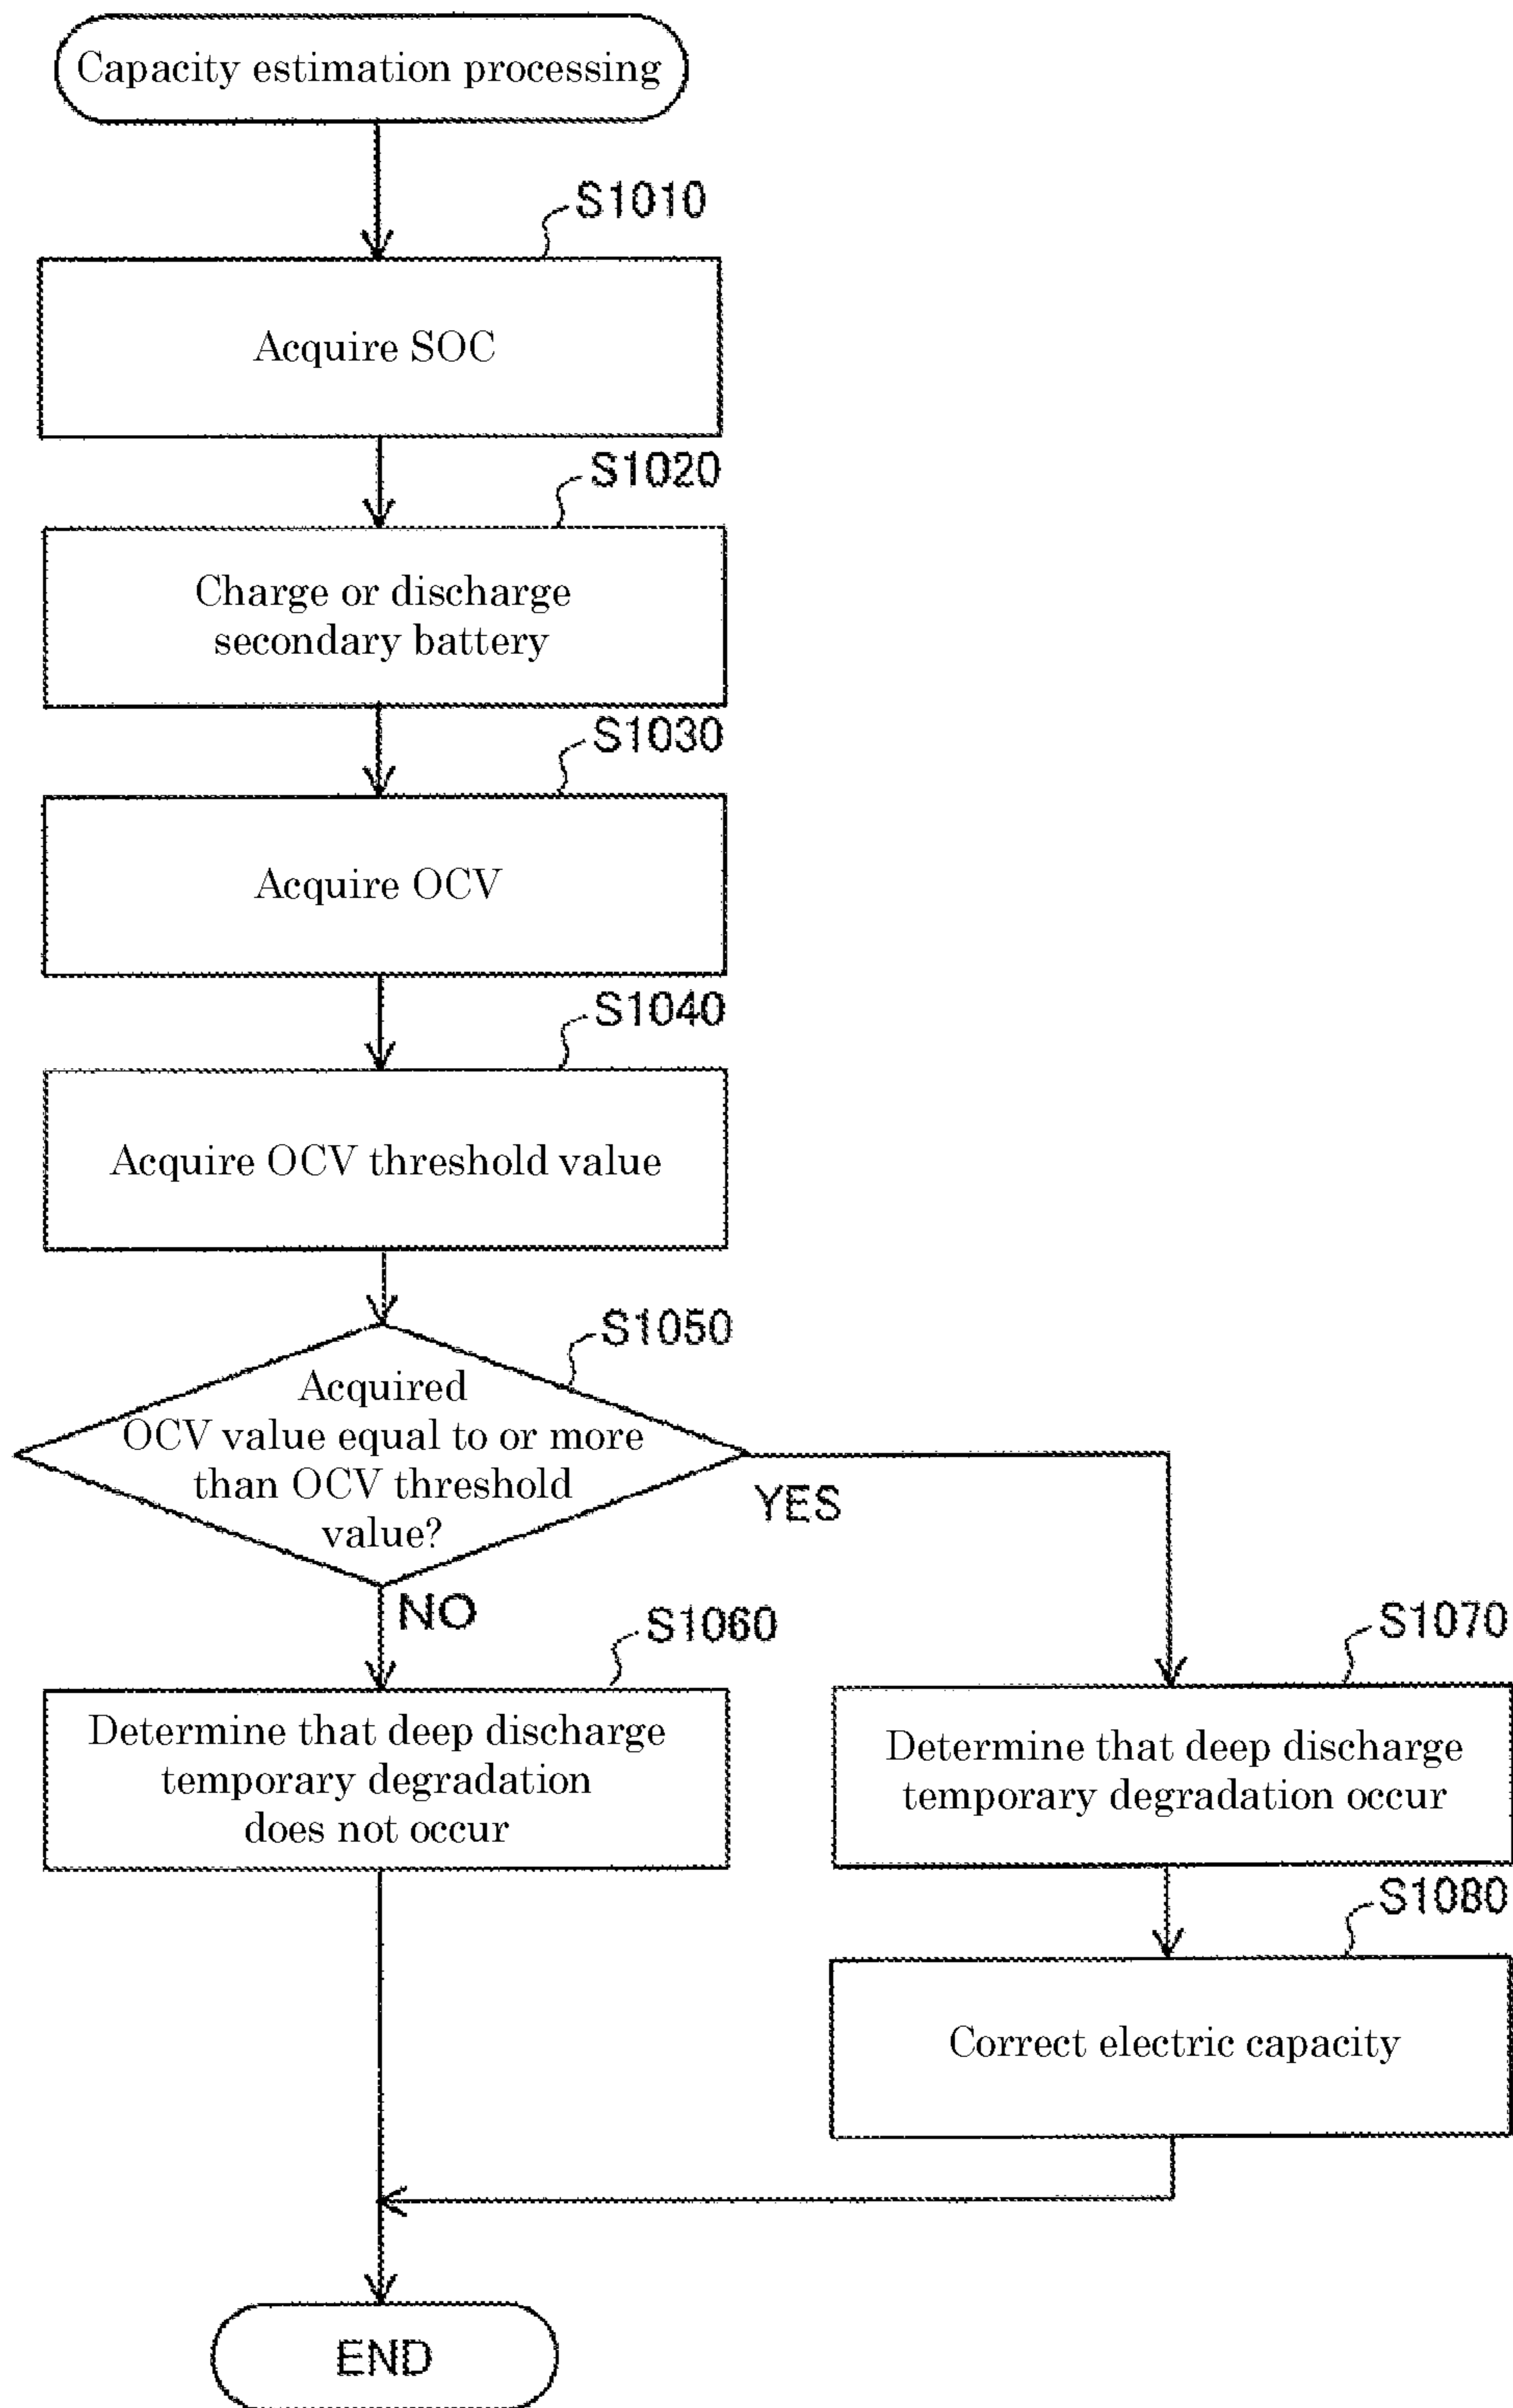 Capacity estimation processing
S1010
Acquire SOC
S1020
Charge or discharge
secondary battery
S1030
Acquire OCV
S1040
Acquire OCV threshold value
S1050
Acquired
OCV value equal to or more
than OCV threshold
value?
YES
NO
S1060
Determine that deep discharge
temporary degradation
does not occur
S1070
Determine that deep discharge
temporary degradation occur
S1080
Correct electric capacity
END